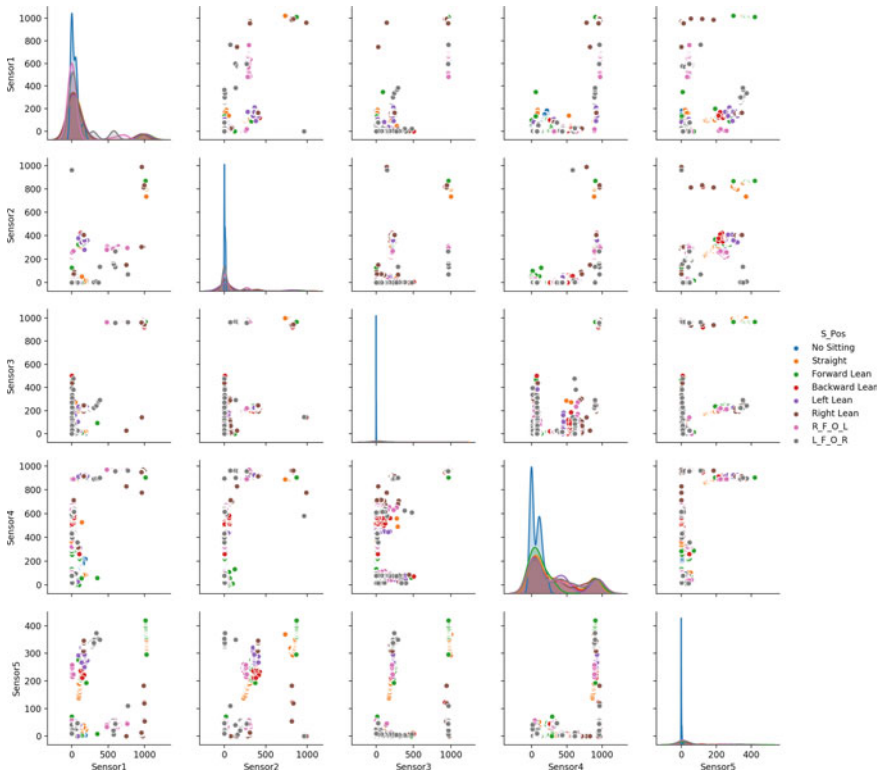 1000
800
600
400
200
0
Sensor1
1000
800
600
400
200
0
Sensor2
1000
800
600
400
200
0
Sensor3
S_Pos
No Sitting
Straight
Forward Lean
Backward Lean
Left Lean
Right Lean
R_F_O_L
L_F_O_R
1000
800
600
400
200
0
Sensor4
400
300
200
100
0
Sensor5
0 500 1000 0 500 1000 0 500 1000 0 500 1000 0 200 400
Sensor1 Sensor2 Sensor3 Sensor4 Sensor5